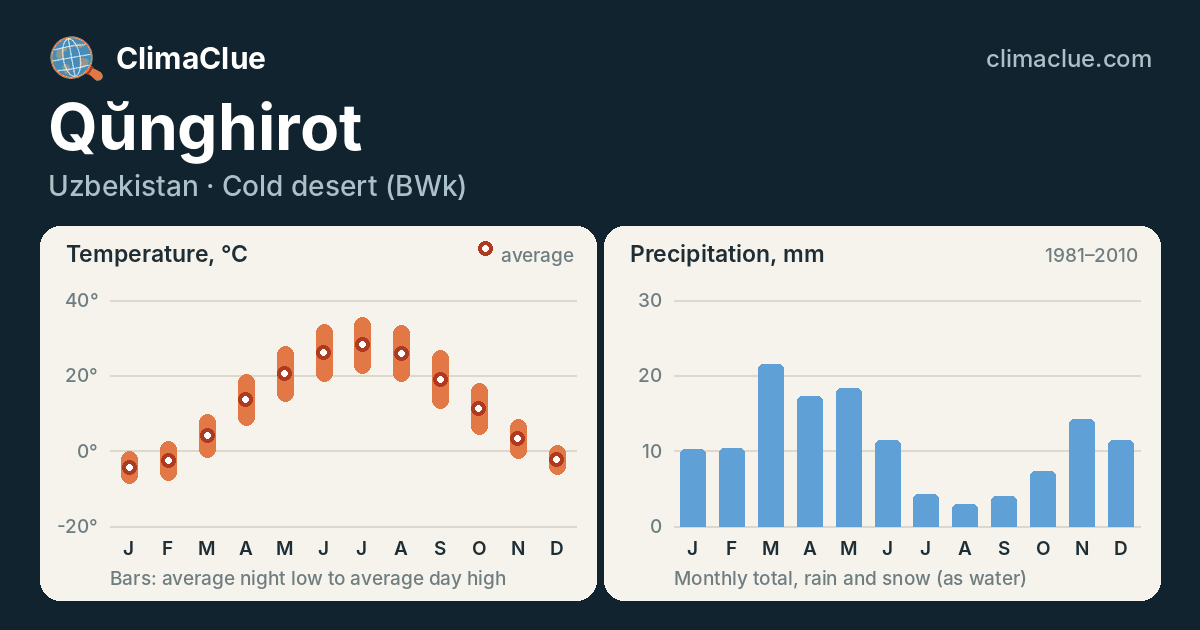 ClimaClue
climaclue.com
Qŭnghirot
Uzbekistan · Cold desert (BWk)
Temperature, °C
average
40°
20°
0°
-20°
J F M A M J J A S O N D
Bars: average night low to average day high
Precipitation, mm
1981–2010
30
20
10
0
J F M A M J J A S O N D
Monthly total, rain and snow (as water)